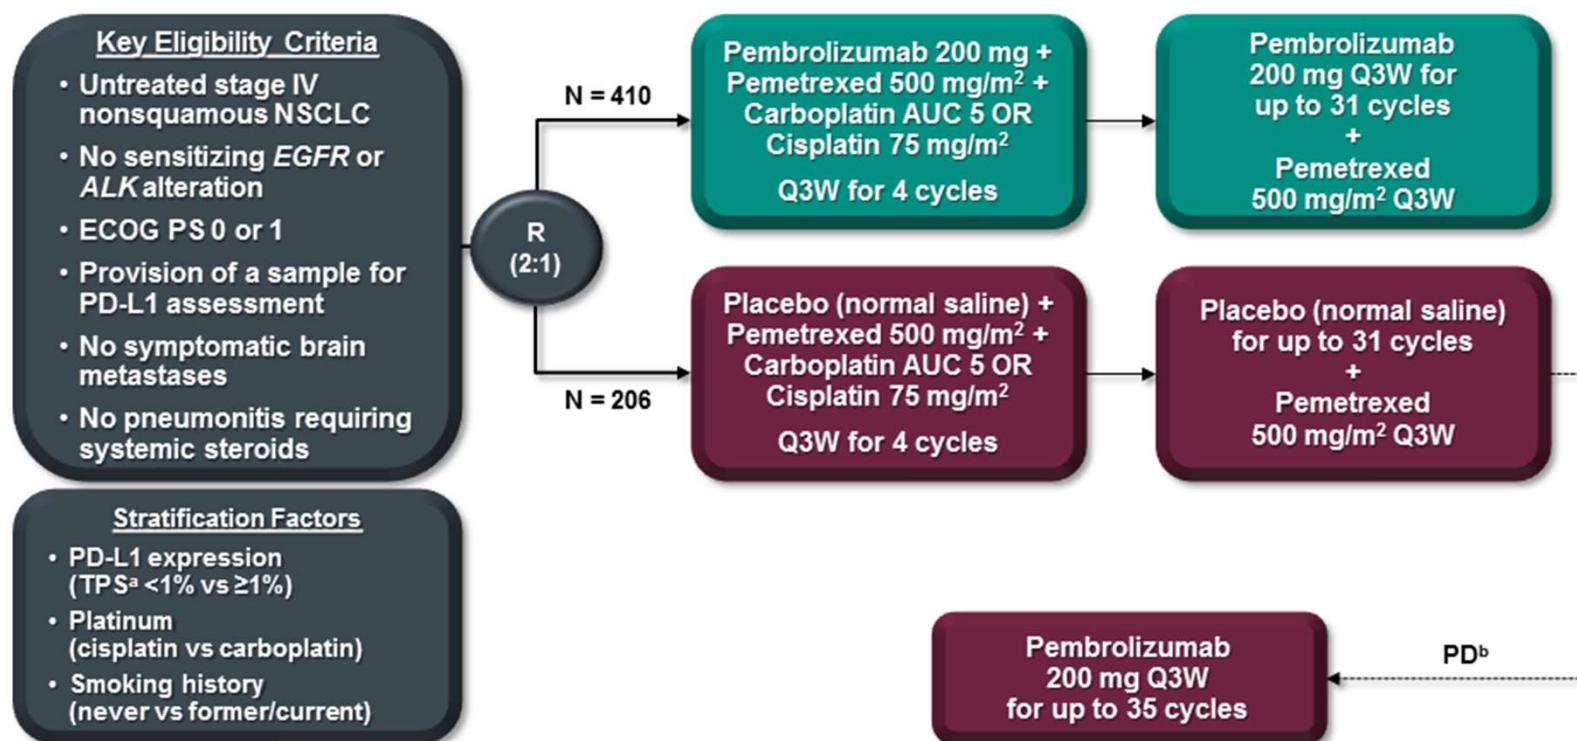 Key Eligibility Criteria
• Untreated stage IV
nonsquamous NSCLC
• No sensitizing EGFR or
ALK alteration
• ECOG PS 0 or 1
• Provision of a sample for
PD-L1 assessment
• No symptomatic brain
metastases
• No pneumonitis requiring
systemic steroids
Stratification Factors
• PD-L1 expression
(TPSᵃ <1% vs ≥1%)
• Platinum
(cisplatin vs carboplatin)
• Smoking history
(never vs former/current)
R
(2:1)
N = 410
Pembrolizumab 200 mg +
Pemetrexed 500 mg/m² +
Carboplatin AUC 5 OR
Cisplatin 75 mg/m²
Q3W for 4 cycles
Pembrolizumab
200 mg Q3W for
up to 31 cycles
+
Pemetrexed
500 mg/m² Q3W
N = 206
Placebo (normal saline) +
Pemetrexed 500 mg/m² +
Carboplatin AUC 5 OR
Cisplatin 75 mg/m²
Q3W for 4 cycles
Placebo (normal saline)
for up to 31 cycles
+
Pemetrexed
500 mg/m² Q3W
PDᵇ
Pembrolizumab
200 mg Q3W
for up to 35 cycles